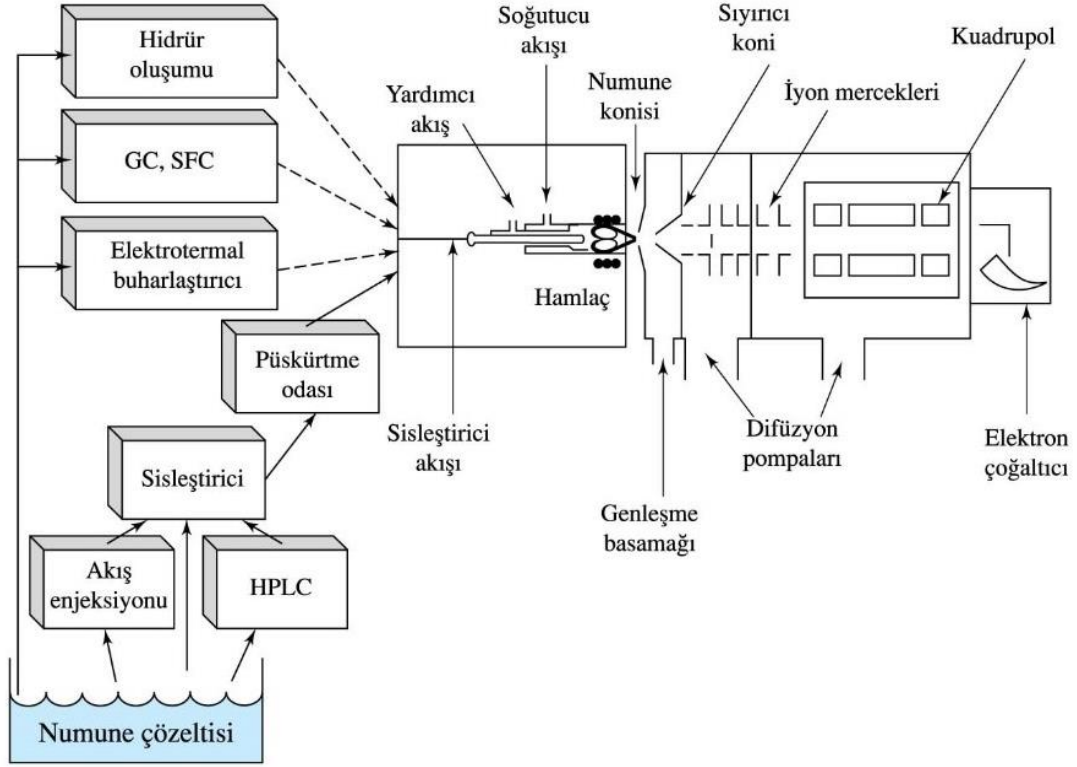 Hidrür
oluşumu
GC, SFC
Elektrotermal
buharlaştırıcı
Püskürtme
odası
Sisleştirici
Akış
enjeksiyonu
HPLC
Numune çözeltisi
Yardımcı
akış
Soğutucu
akışı
Numune
konisi
Sıyırıcı
koni
İyon mercekleri
Kuadrupol
Hamlaç
Sisleştirici
akışı
Genleşme
basamağı
Difüzyon
pompaları
Elektron
çoğaltıcı